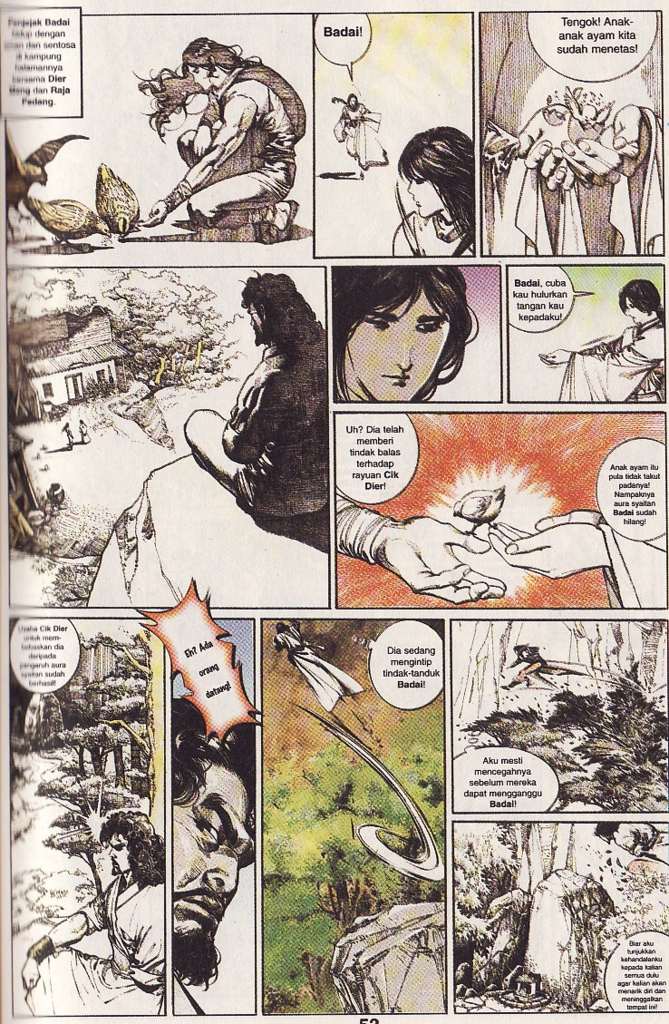 Penjejak Badai
hidup dengan
aman dan sentosa
di kampung
halamannya
bersama Dier
Meng dan Raja
Pedang.
Badai!
Tengok! Anak-
anak ayam kita
sudah menetas!
Badai, cuba
kau hulurkan
tangan kau
kepadaku!
Uh? Dia telah
memberi
tindak balas
terhadap
rayuan Cik
Dier!
Anak ayam itu
pula tidak takut
padanya!
Nampaknya
aura syaitan
Badai sudah
hilang!
Usaha Cik Dier
untuk mem-
bebaskan dia
daripada
pengaruh aura
syaitan sudah
berhasil!
Eh? Ada
orang
datang!
Dia sedang
mengintip
tindak-tanduk
Badai!
Aku mesti
mencegahnya
sebelum mereka
dapat mengganggu
Badai!
Biar aku
tunjukkan
kehandalanku
kepada kalian
semua dulu
agar kalian akan
menarik diri dan
meninggalkan
tempat ini!
53